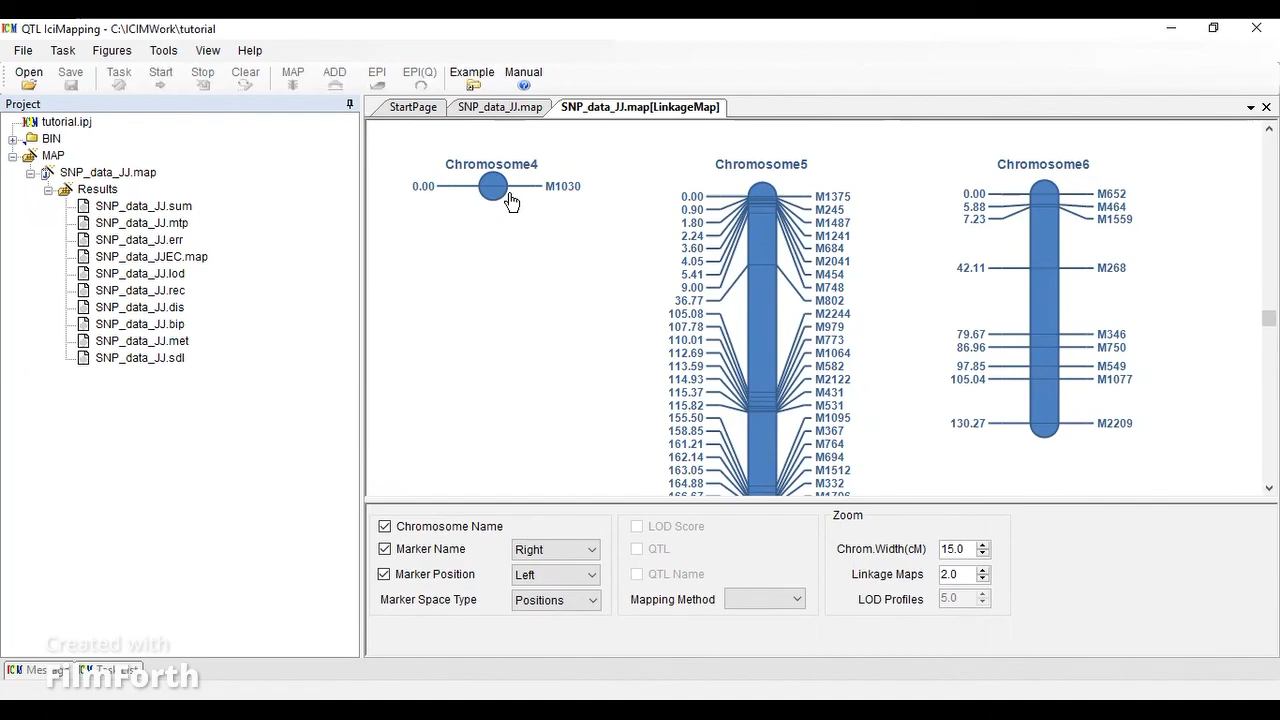 QTL IciMapping - C:\ICIMWork\tutorial
File Task Figures Tools View Help
Open Save Task Start Stop Clear MAP ADD EPI EPI(Q) Example Manual
Project
StartPage SNP_data_JJ.map SNP_data_JJ.map[LinkageMap]
tutorial.ipj
BIN
MAP
SNP_data_JJ.map
Results
SNP_data_JJ.sum
SNP_data_JJ.mtp
SNP_data_JJ.err
SNP_data_JJEC.map
SNP_data_JJ.lod
SNP_data_JJ.rec
SNP_data_JJ.dis
SNP_data_JJ.bip
SNP_data_JJ.met
SNP_data_JJ.sdl
Chromosome4
0.00 M1030
Chromosome5
0.00 M1375
0.90 M245
1.80 M1487
2.24 M1241
3.60 M684
4.05 M2041
5.41 M454
9.00 M748
36.77 M802
105.08 M2244
107.78 M979
110.01 M773
112.69 M1064
113.59 M582
114.93 M2122
115.37 M431
115.82 M531
155.50 M1095
158.85 M367
161.21 M764
162.14 M694
163.05 M1512
164.88 M332
166.67 M1706
Chromosome6
0.00 M652
5.88 M464
7.23 M1559
42.11 M268
79.67 M346
86.96 M750
97.85 M549
105.04 M1077
130.27 M2209
Chromosome Name
Marker Name Right
Marker Position Left
Marker Space Type Positions
LOD Score
QTL
QTL Name
Mapping Method
Zoom
Chrom.Width(cM) 15.0
Linkage Maps 2.0
LOD Profiles 5.0
Created with
FilmForth